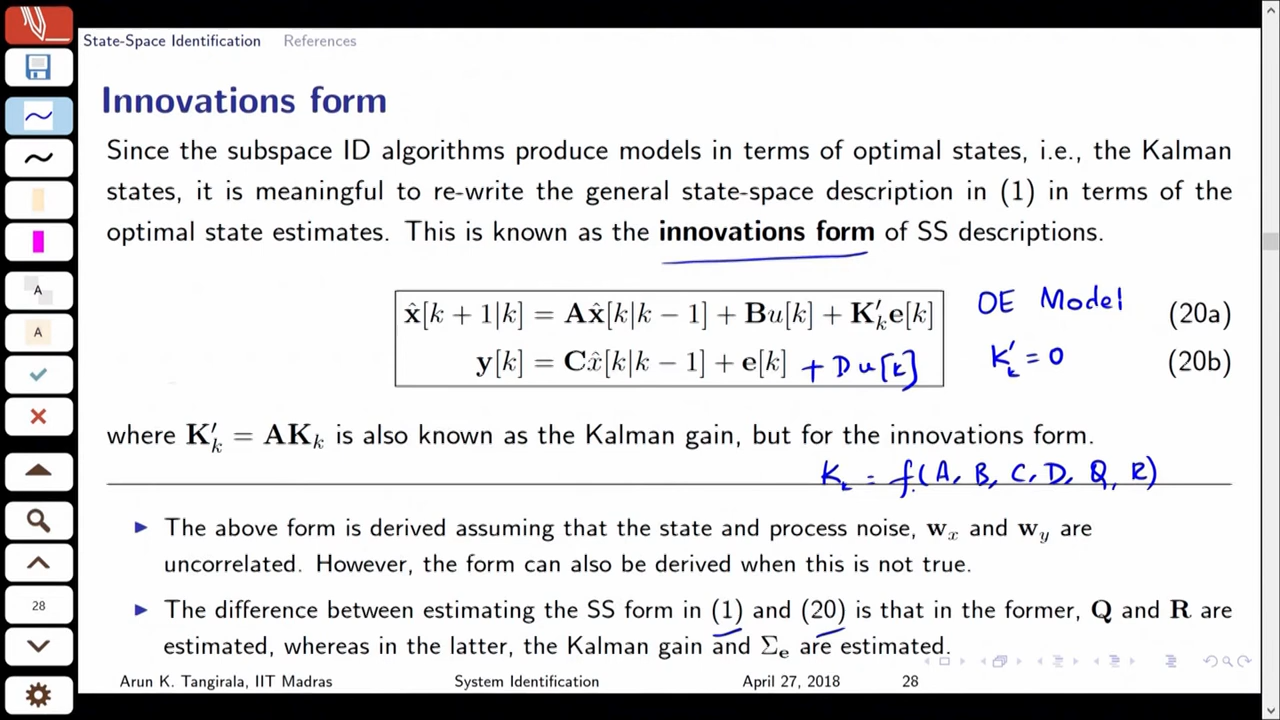 State-Space Identification References
Innovations form
Since the subspace ID algorithms produce models in terms of optimal states, i.e., the Kalman
states, it is meaningful to re-write the general state-space description in (1) in terms of the
optimal state estimates. This is known as the innovations form of SS descriptions.
x̂[k + 1|k] = Ax̂[k|k − 1] + Bu[k] + K′ₖe[k] OE Model (20a)
y[k] = Cx̂[k|k − 1] + e[k] + Du[k] K′ₖ = 0 (20b)
where K′ₖ = AKₖ is also known as the Kalman gain, but for the innovations form.
Kₖ = f(A, B, C, D, Q, R)
▶ The above form is derived assuming that the state and process noise, wₓ and w_y are
uncorrelated. However, the form can also be derived when this is not true.
▶ The difference between estimating the SS form in (1) and (20) is that in the former, Q and R are
estimated, whereas in the latter, the Kalman gain and Σₑ are estimated.
Arun K. Tangirala, IIT Madras System Identification April 27, 2018 28
A
A
28